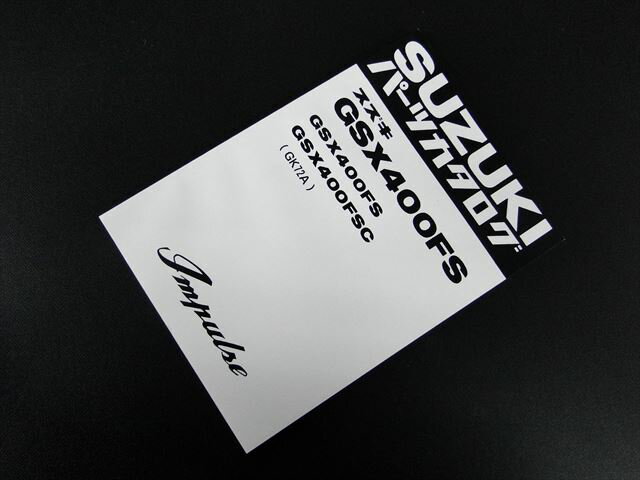 SUZUKI
パーツカタログ
スズキ
GSX400FS
GSX400FS
GSX400FSC
(GK72A)
Impulse